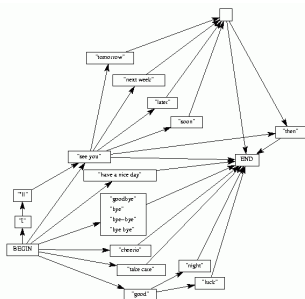 "tomorrow"
"next week"
"later"
"soon"
"then"
"see you"
END
"have a nice day"
"'ll"
"goodbye"
"bye"
"bye-bye"
"bye bye"
"I"
BEGIN
"cheerio"
"take care"
"night"
"luck"
"good"